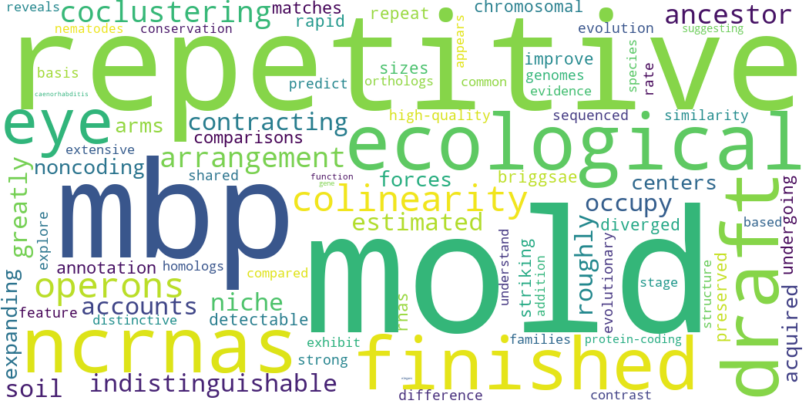 reveals
coclustering
matches
repeat
chromosomal
ancestor
nematodes
conservation
rapid
appears
evolution
suggesting
repetitive
basis
caenorhabditis
predict
sizes
orthologs
common
improve
genomes
evidence
species
rate
eye
arms
contracting
comparisons
high-quality
sequenced
similarity
ecological
extensive
noncoding
arrangement
shared
function
gene
forces
briggsae
centers
greatly
mbp
colinearity
estimated
occupy
diverged
roughly
draft
undergoing
explore
annotation
homologs
compared
mold
understand
striking
addition
evolutionary
stage
structure
preserved
based
acquired
expanding
operons
accounts
niche
feature
distinctive
detectable
rnas
exhibit
families
protein-coding
ncrnas
strong
finished
soil
indistinguishable
difference
contrast